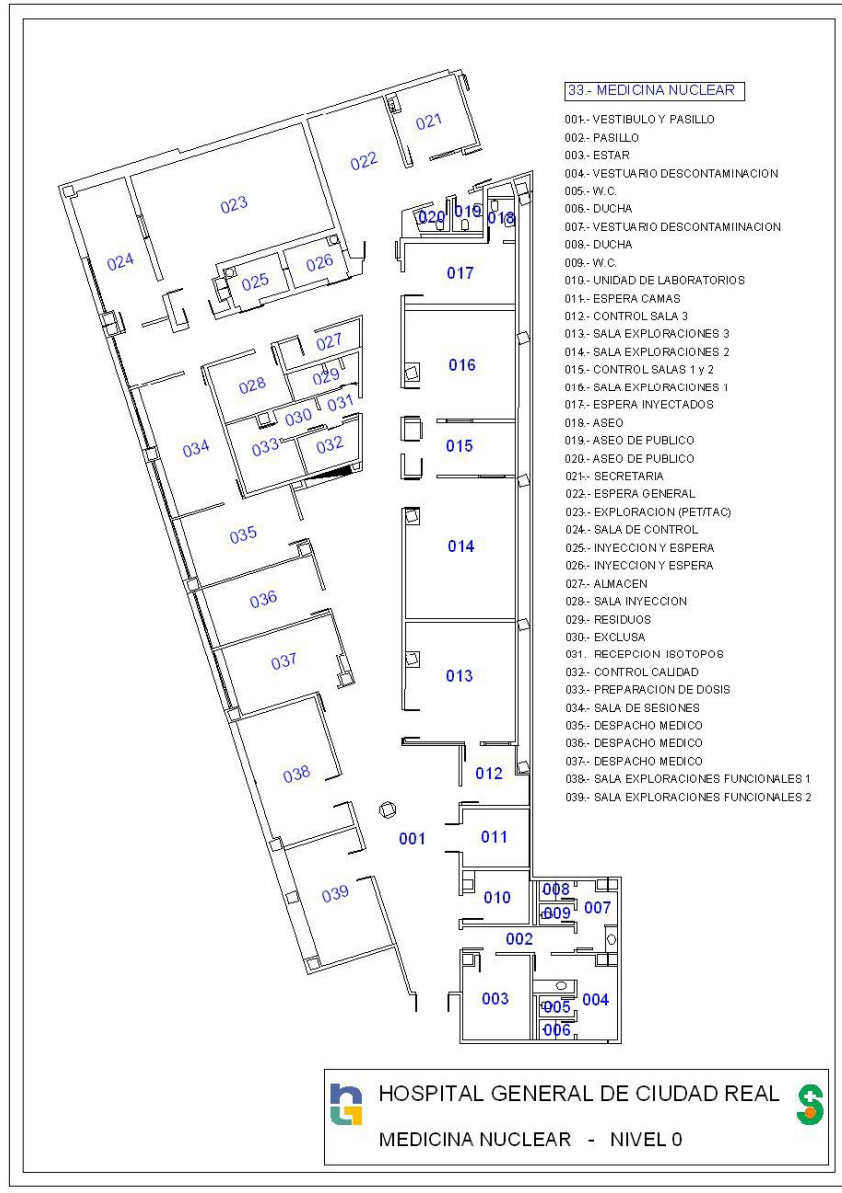 33.- MEDICINA NUCLEAR
001.- VESTIBULO Y PASILLO
002.- PASILLO
003.- ESTAR
004.- VESTUARIO DESCONTAMINACION
005.- W.C.
006.- DUCHA
007.- VESTUARIO DESCONTAMIINACION
008.- DUCHA
009.- W.C.
010.- UNIDAD DE LABORATORIOS
011.- ESPERA CAMAS
012.- CONTROL SALA 3
013.- SALA EXPLORACIONES 3
014.- SALA EXPLORACIONES 2
015.- CONTROL SALAS 1 y 2
016.- SALA EXPLORACIONES 1
017.- ESPERA INYECTADOS
018.- ASEO
019.- ASEO DE PUBLICO
020.- ASEO DE PUBLICO
021.- SECRETARIA
022.- ESPERA GENERAL
023.- EXPLORACION (PET/TAC)
024.- SALA DE CONTROL
025.- INYECCION Y ESPERA
026.- INYECCION Y ESPERA
027.- ALMACEN
028.- SALA INYECCION
029.- RESIDUOS
030.- EXCLUSA
031. RECEPCION ISOTOPOS
032.- CONTROL CALIDAD
033.- PREPARACION DE DOSIS
034.- SALA DE SESIONES
035.- DESPACHO MEDICO
036.- DESPACHO MEDICO
037.- DESPACHO MEDICO
038.- SALA EXPLORACIONES FUNCIONALES 1
039.- SALA EXPLORACIONES FUNCIONALES 2
021
022
023
020
019
018
024
026
025
017
027
016
028
029
031
030
034
033
032
015
035
014
036
037
013
038
012
001
011
039
010
008
009
007
002
003
004
005
006
HOSPITAL GENERAL DE CIUDAD REAL
MEDICINA NUCLEAR - NIVEL 0